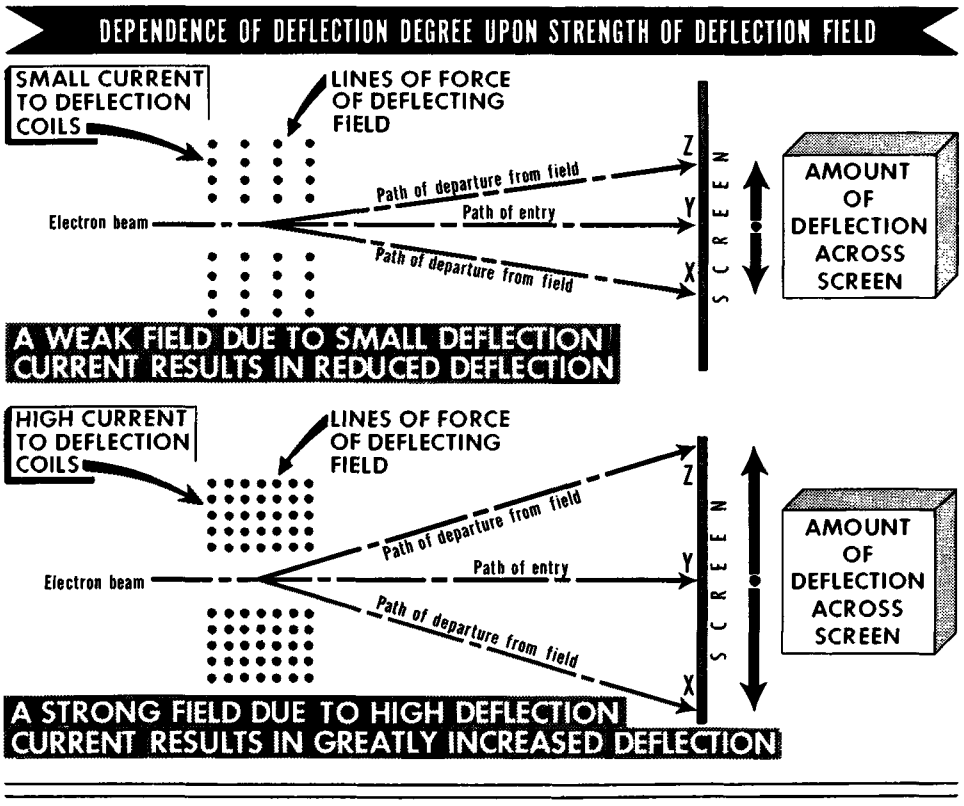 DEPENDENCE OF DEFLECTION DEGREE UPON STRENGTH OF DEFLECTION FIELD
SMALL CURRENT
TO DEFLECTION
COILS
LINES OF FORCE
OF DEFLECTING
FIELD
Electron beam
Path of departure from field
Path of entry
Path of departure from field
Z
Y
X
SCREEN
AMOUNT
OF
DEFLECTION
ACROSS
SCREEN
A WEAK FIELD DUE TO SMALL DEFLECTION
CURRENT RESULTS IN REDUCED DEFLECTION
HIGH CURRENT
TO DEFLECTION
COILS
LINES OF FORCE
OF DEFLECTING
FIELD
Electron beam
Path of departure from field
Path of entry
Path of departure from field
Z
Y
X
SCREEN
AMOUNT
OF
DEFLECTION
ACROSS
SCREEN
A STRONG FIELD DUE TO HIGH DEFLECTION
CURRENT RESULTS IN GREATLY INCREASED DEFLECTION